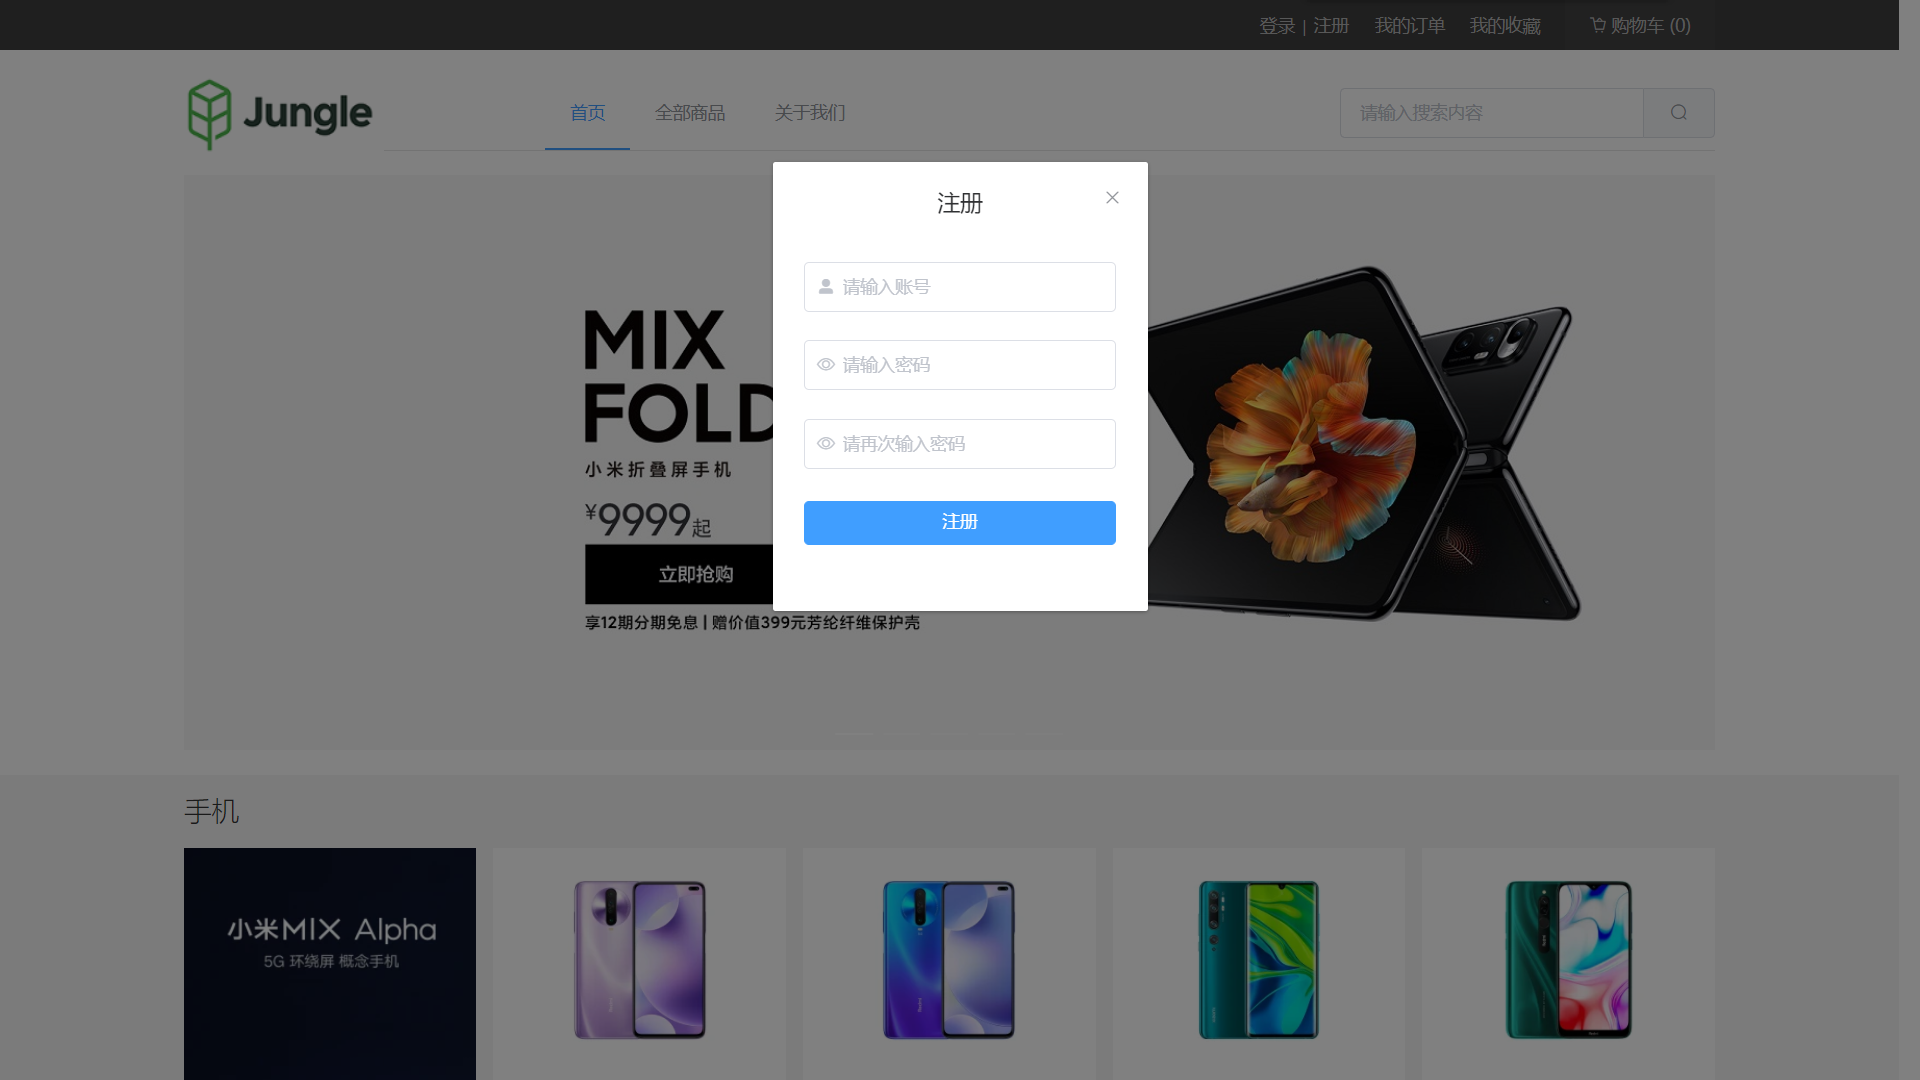 登录 | 注册 我的订单 我的收藏 购物车 (0)
Jungle
首页 全部商品 关于我们
请输入搜索内容
注册
请输入账号
请输入密码
请再次输入密码
注册
MIX
FOLD
小米折叠屏手机
¥9999起
立即抢购
享12期分期免息 | 赠价值399元芳纶纤维保护壳
手机
小米MIX Alpha
5G 环绕屏 概念手机